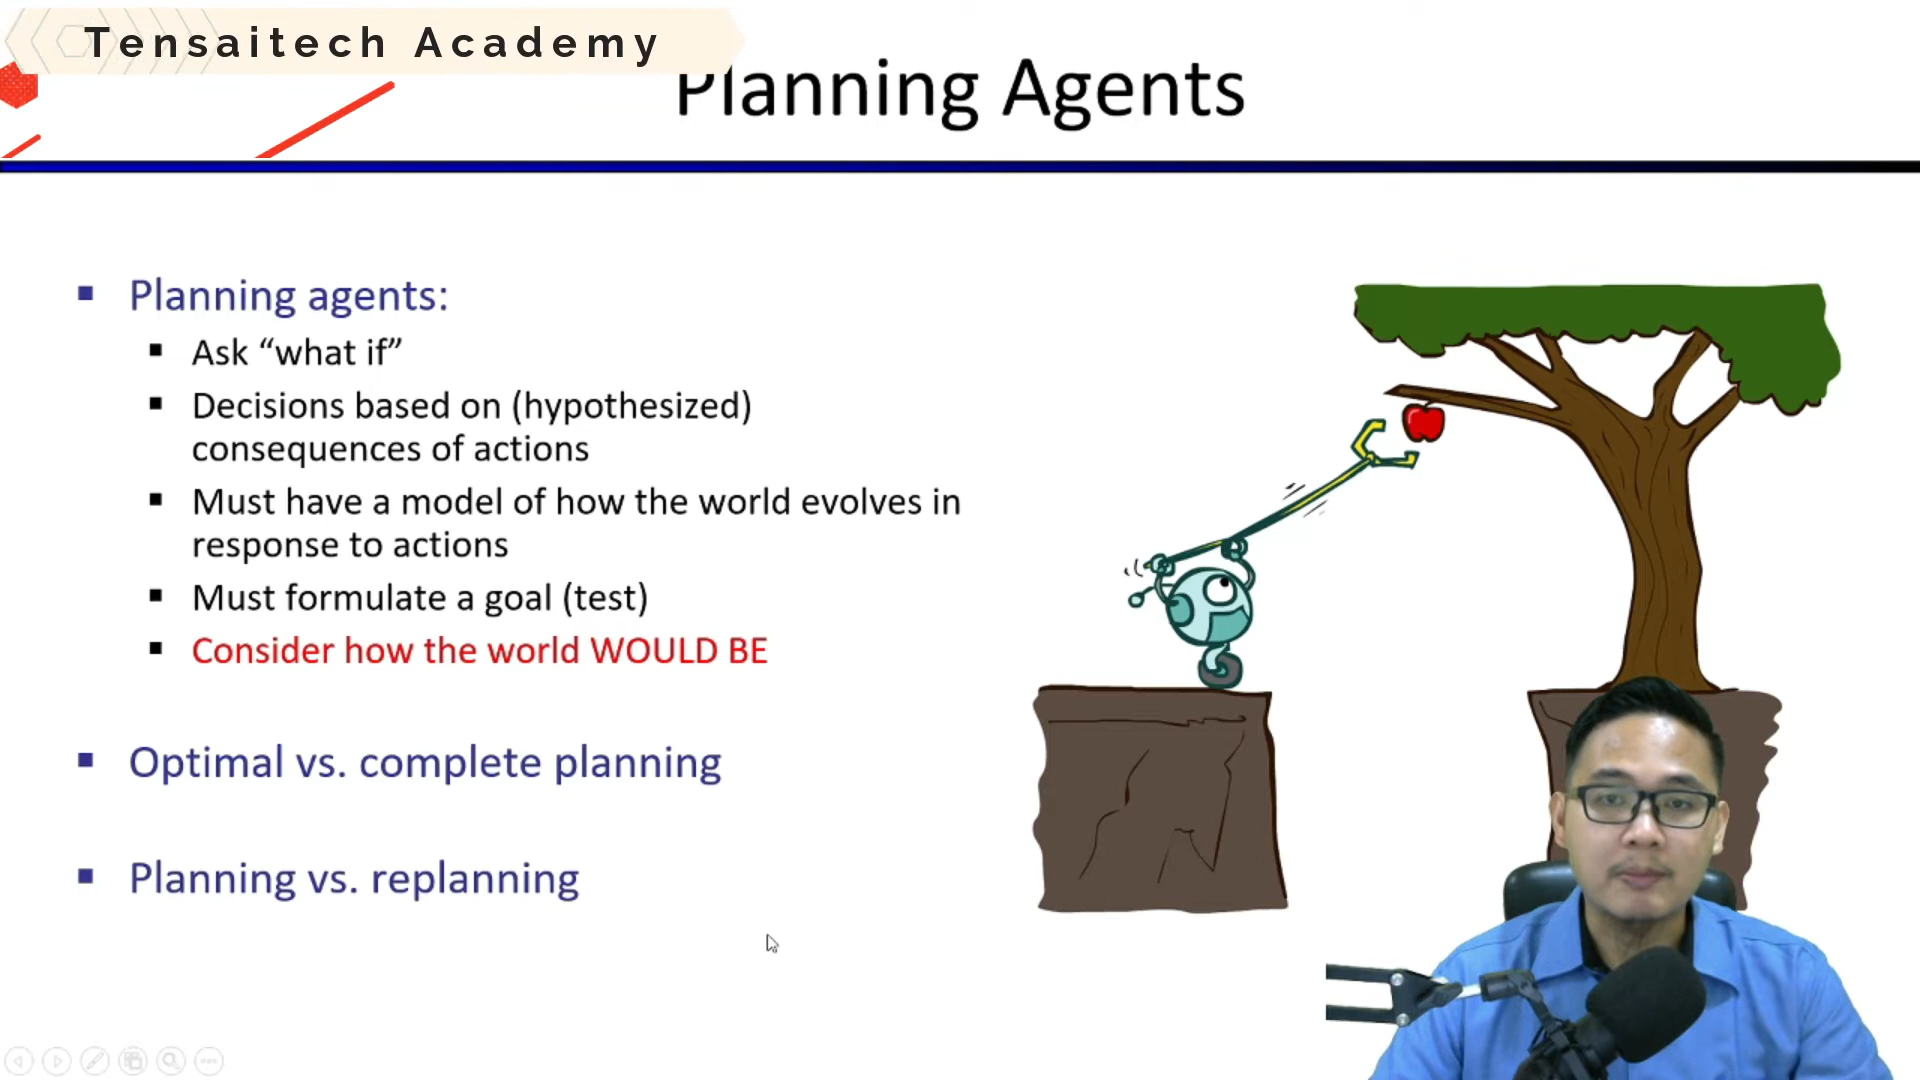 Tensaitech Academy
Planning Agents
▪ Planning agents:
▪ Ask “what if”
▪ Decisions based on (hypothesized)
consequences of actions
▪ Must have a model of how the world evolves in
response to actions
▪ Must formulate a goal (test)
▪ Consider how the world WOULD BE
▪ Optimal vs. complete planning
▪ Planning vs. replanning